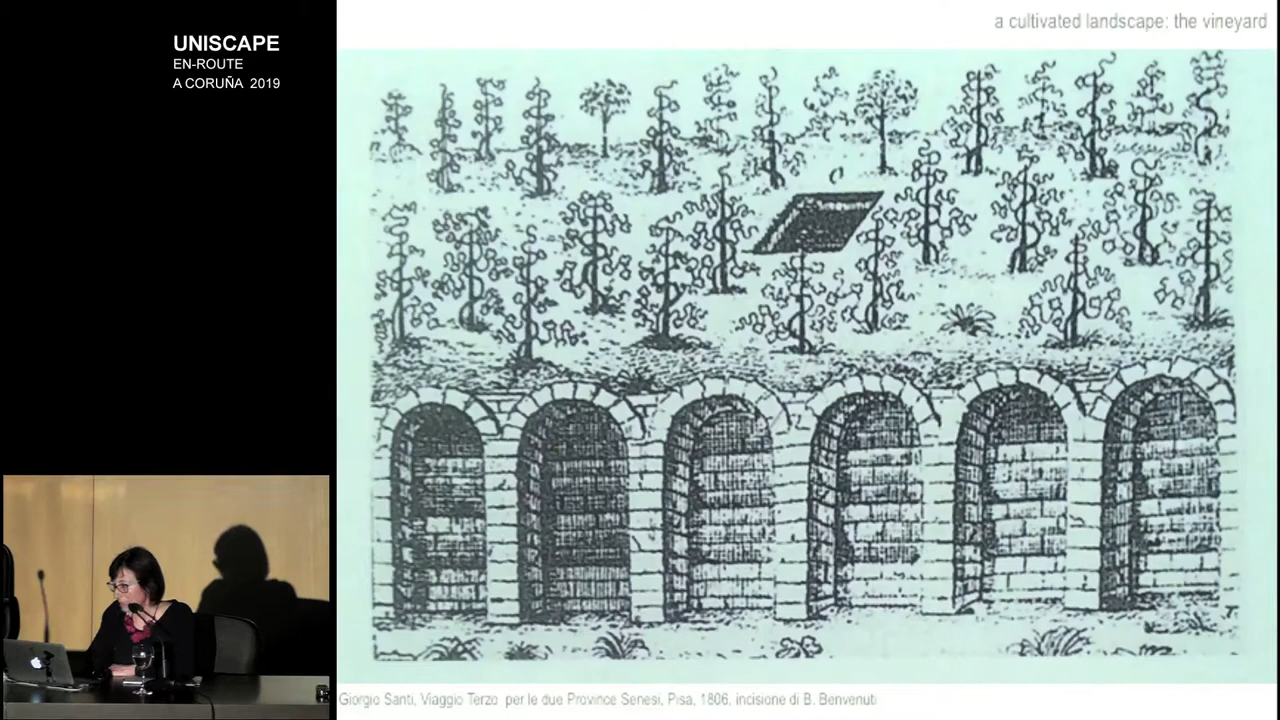 UNISCAPE
EN-ROUTE
A CORUÑA 2019
a cultivated landscape: the vineyard
Giorgio Santi, Viaggio Terzo per le due Province Senesi, Pisa, 1806, incisione di B. Benvenuti